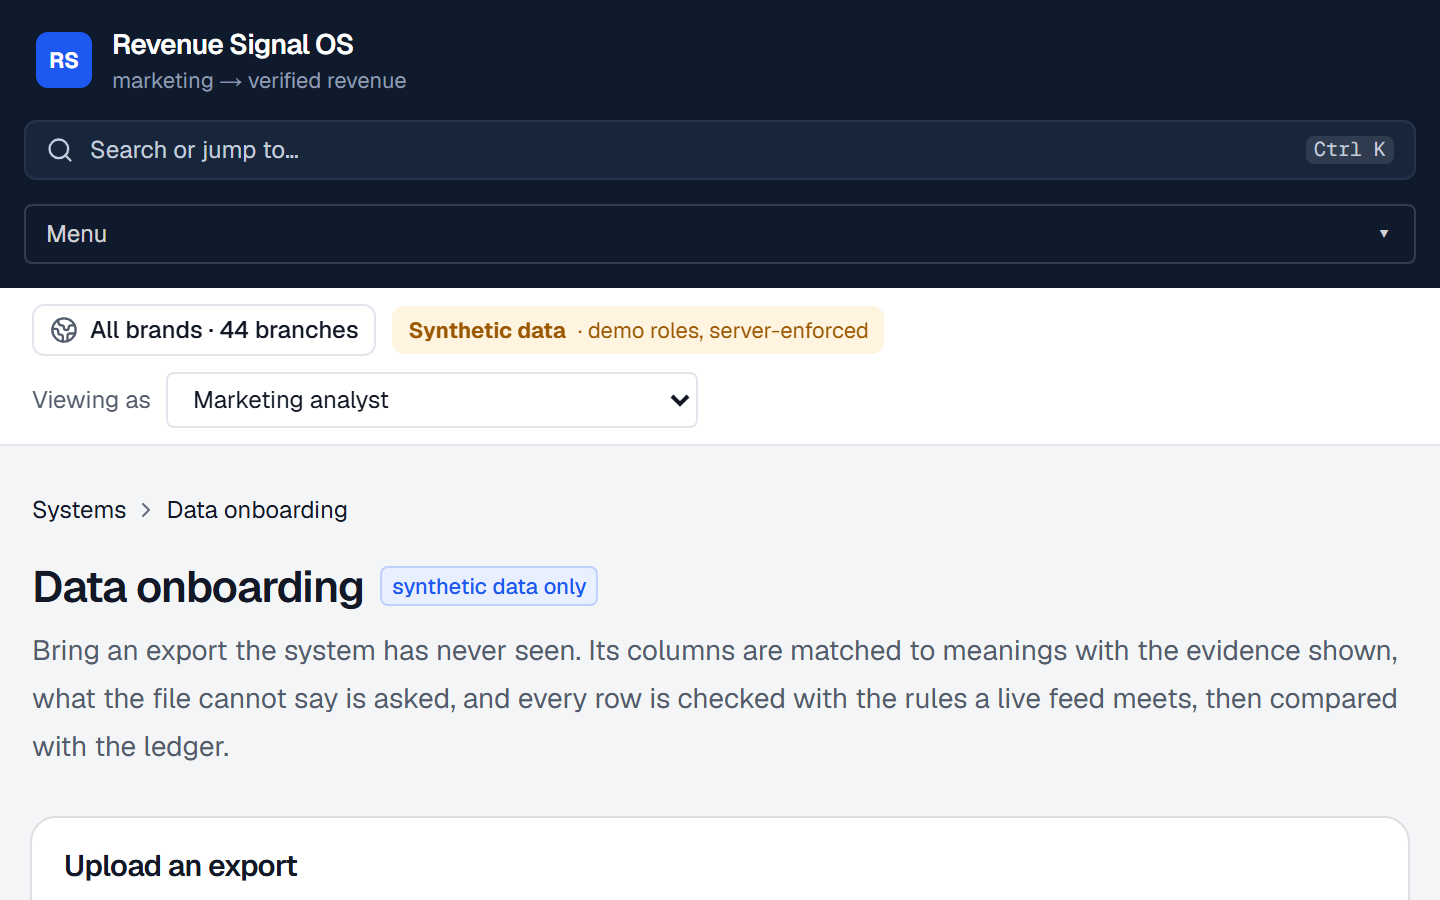 RS
Revenue Signal OS
marketing → verified revenue
Search or jump to...
Ctrl K
Menu
All brands · 44 branches
Synthetic data · demo roles, server-enforced
Viewing as
Marketing analyst
Systems > Data onboarding
Data onboarding
synthetic data only
Bring an export the system has never seen. Its columns are matched to meanings with the evidence shown,
what the file cannot say is asked, and every row is checked with the rules a live feed meets, then compared
with the ledger.
Upload an export